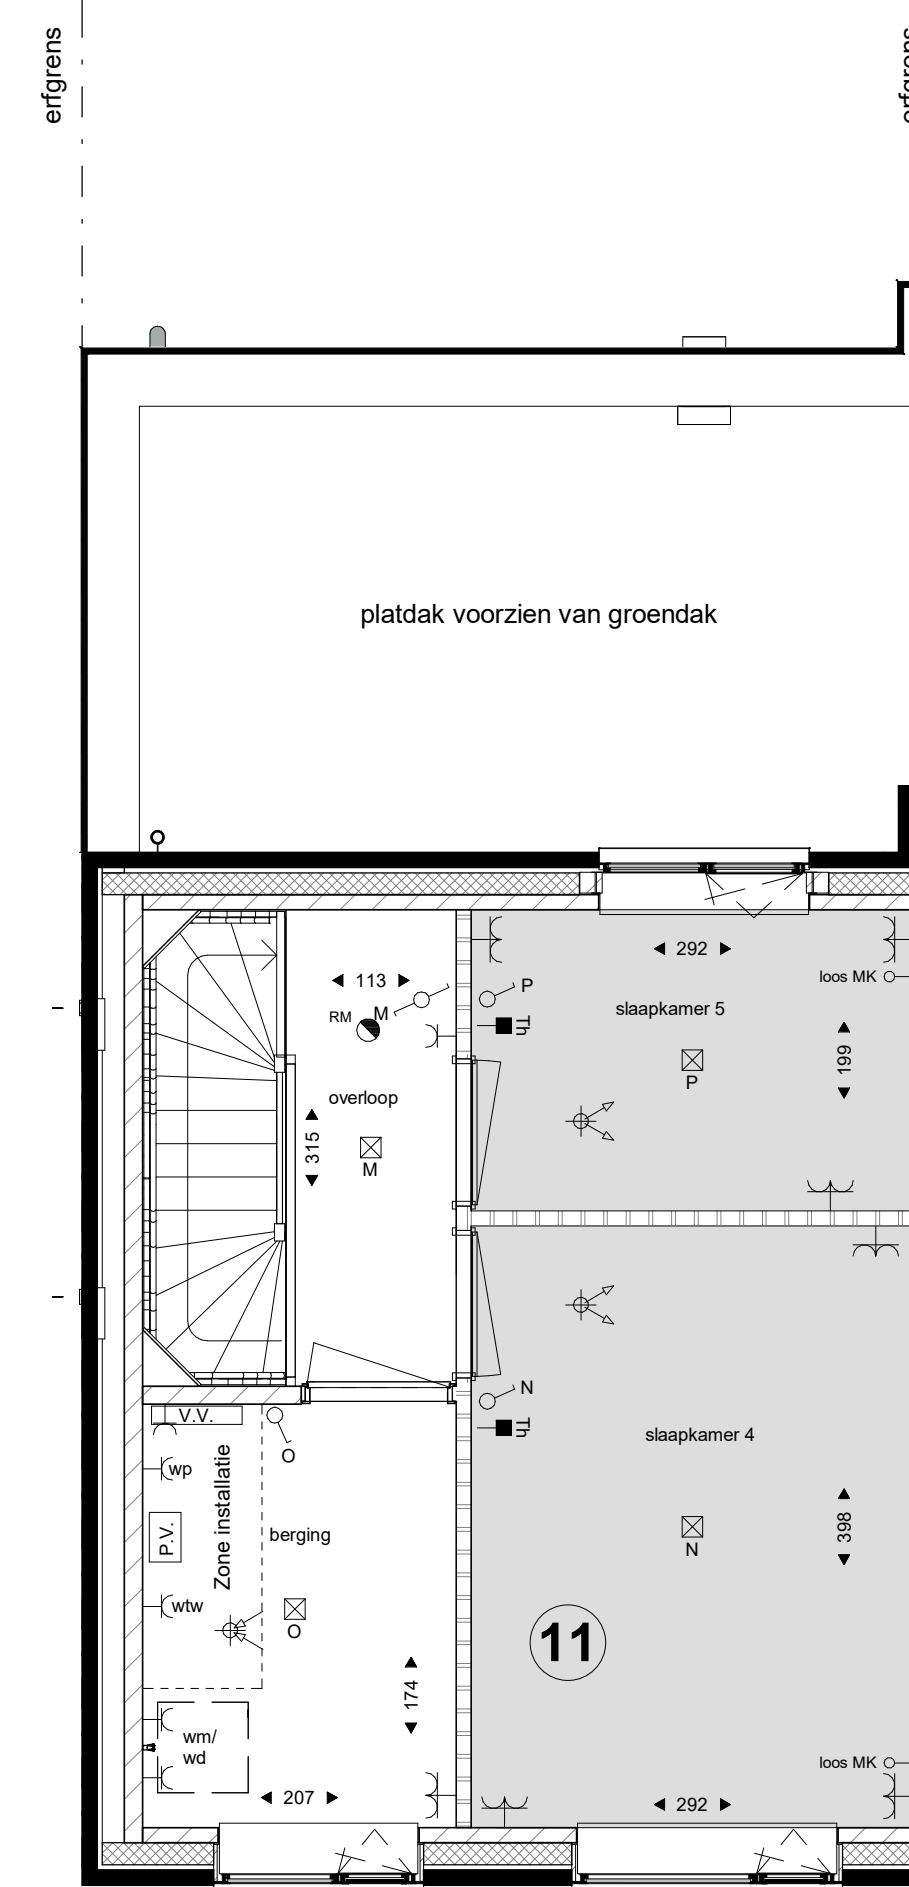 erfgrens
erfgrens
platdak voorzien van groendak
292
113
loos MK
P
RM
M
slaapkamer 5
Th
199
P
overloop
315
M
N
Th
V.V.
O
slaapkamer 4
wp
Zone installatie
P.V.
berging
398
N
wtw
O
11
174
wm/
wd
loos MK
207
292